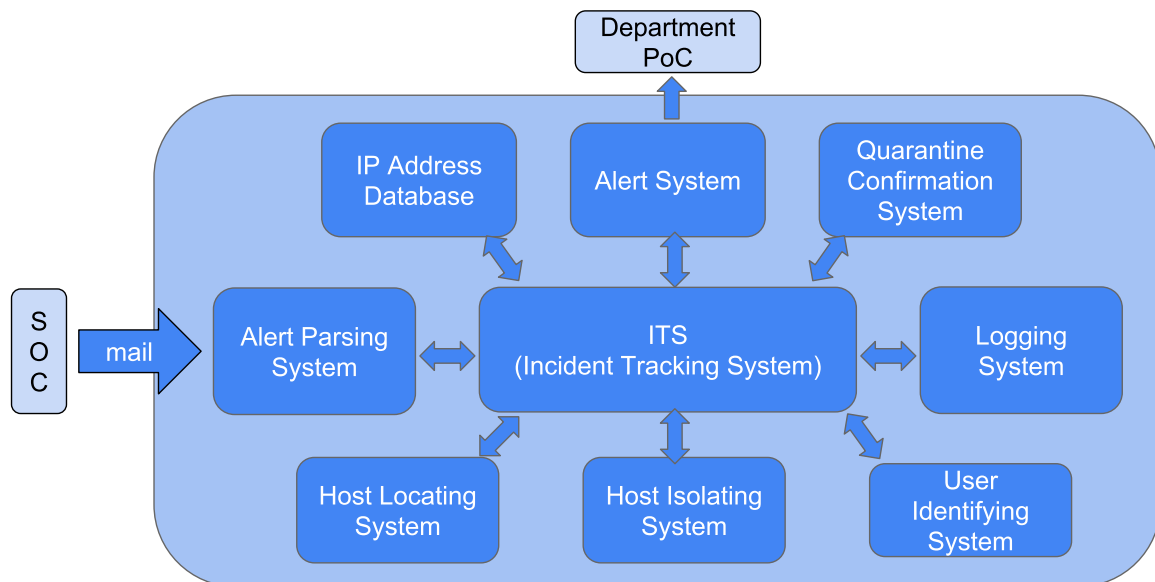 Department
PoC
IP Address
Database
Alert System
Quarantine
Confirmation
System
S
O
C
mail
Alert Parsing
System
ITS
(Incident Tracking System)
Logging
System
Host Locating
System
Host Isolating
System
User
Identifying
System